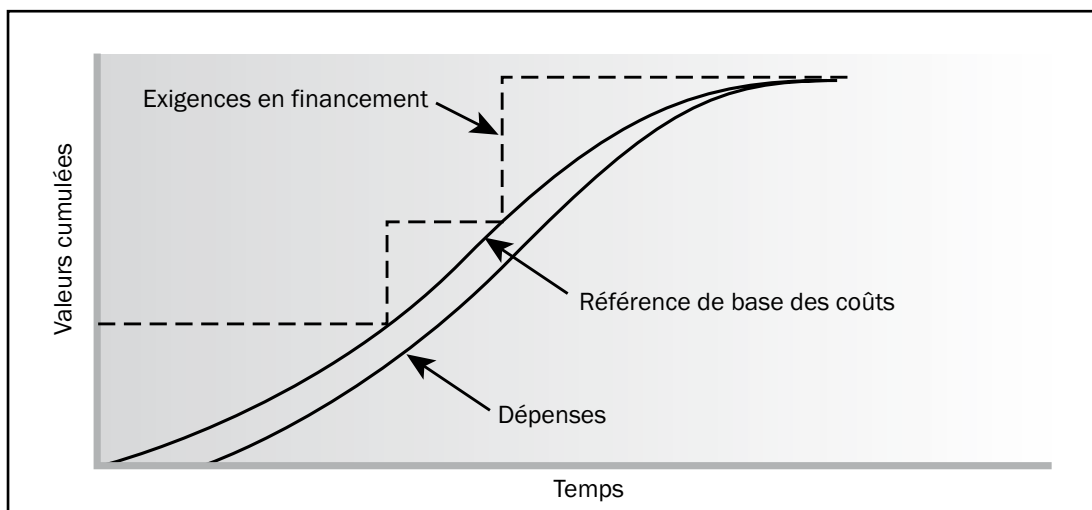 Exigences en financement
Valeurs cumulées
Référence de base des coûts
Dépenses
Temps